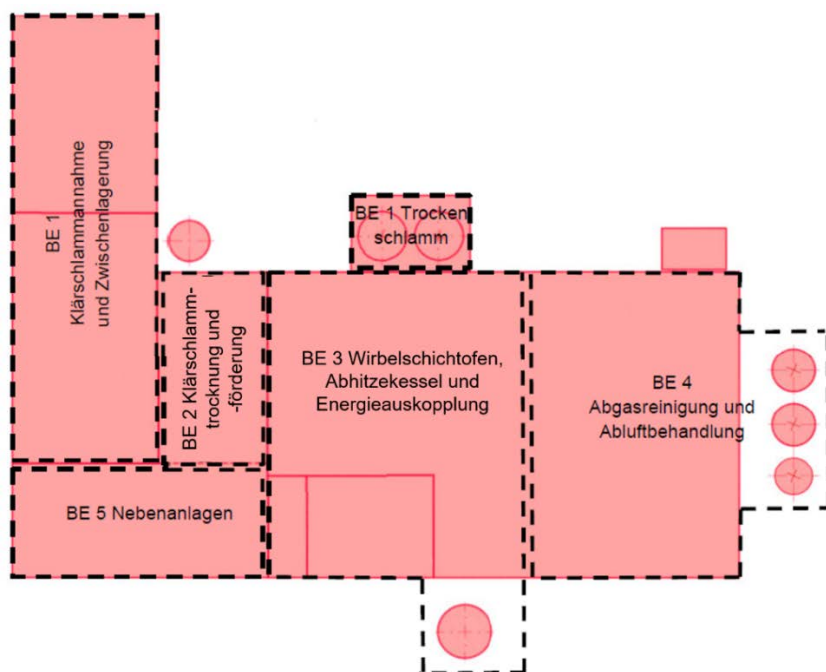 BE 1
Klärschlammannahme
und Zwischenlagerung
BE 1 Trocken
schlamm
BE 2 Klärschlamm-
trocknung und
-förderung
BE 3 Wirbelschichtofen,
Abhitzekessel und
Energieauskopplung
BE 4
Abgasreinigung und
Abluftbehandlung
BE 5 Nebenanlagen